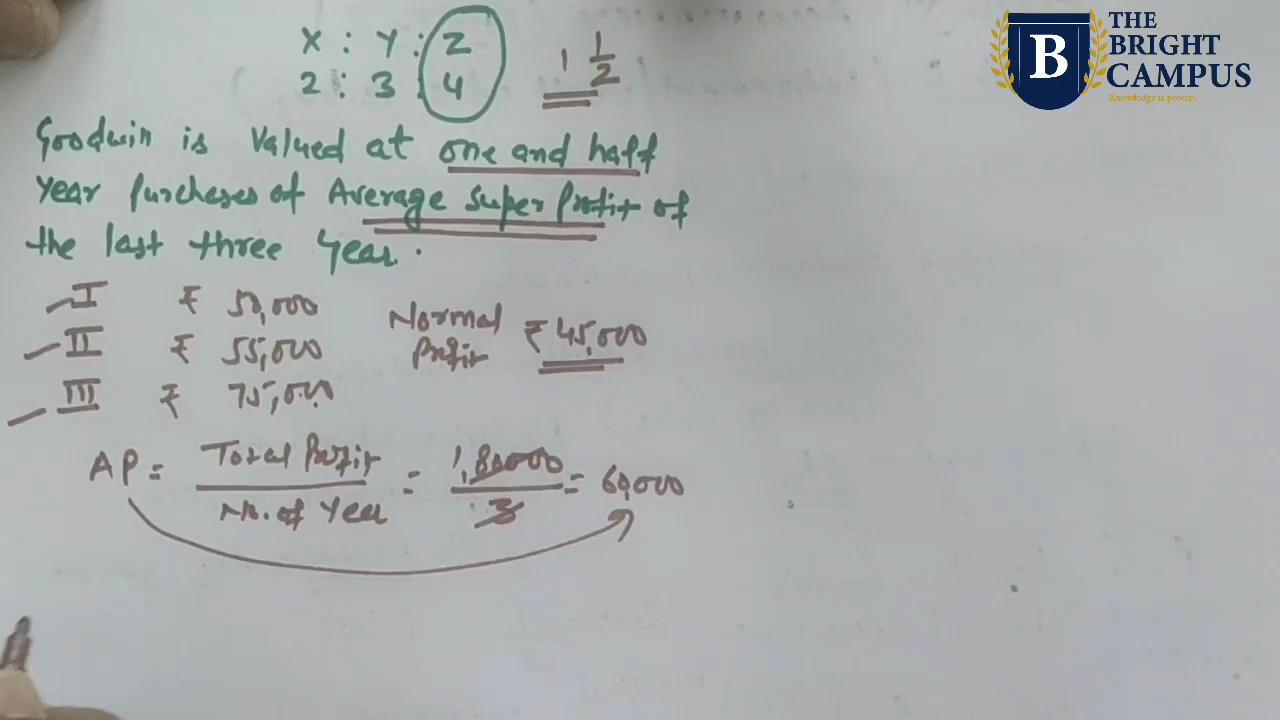 X : Y : Z
2 : 3 : 4
1 1/2
Goodwin is valued at one and half
Year purchases of Average super Profit of
the last three Year.
I ₹ 50,000
II ₹ 55,000
III ₹ 75,000
Normal Profit ₹ 45,000
AP = Total Profit / No. of Year = 1,80,000 / 3 = 60,000
THE
BRIGHT
CAMPUS
Knowledge is power.
B